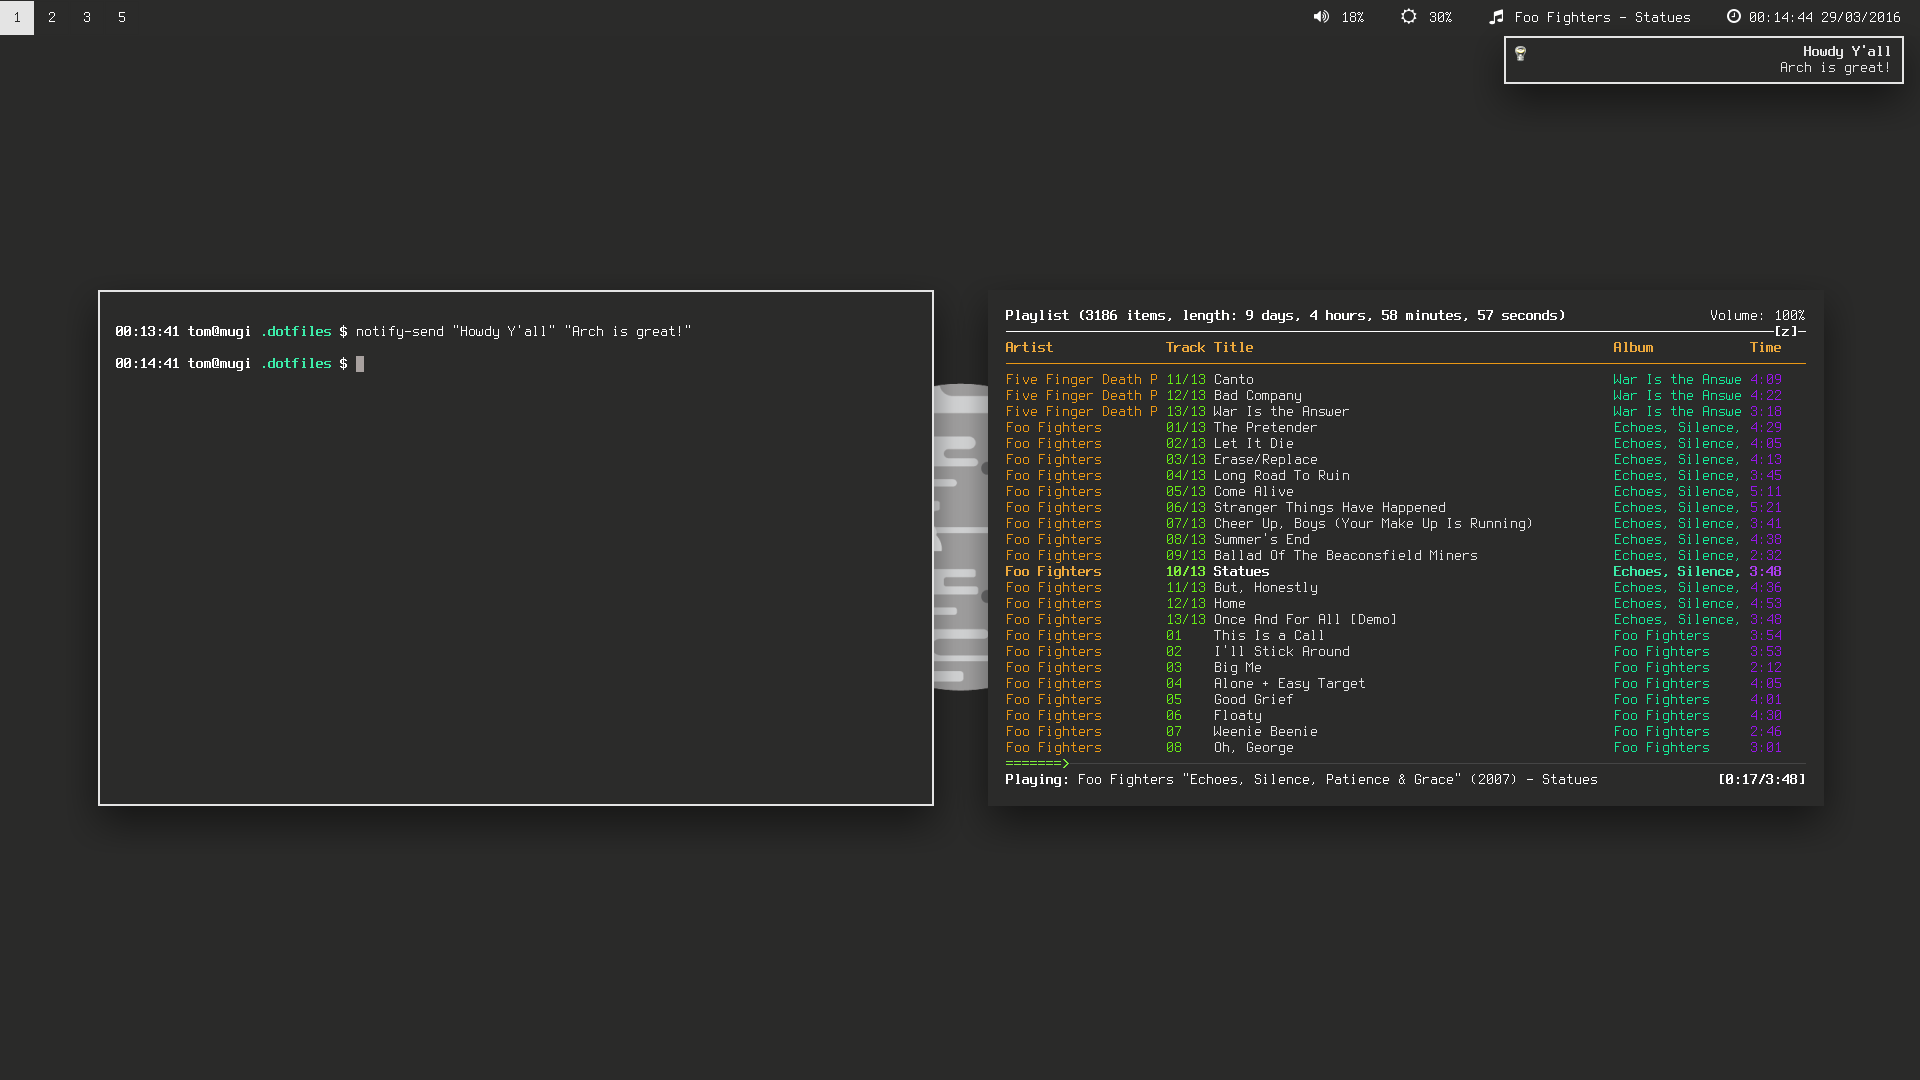 1 2 3 5 18% 30% Foo Fighters - Statues 00:14:44 29/03/2016
Howdy Y'all
Arch is great!
00:13:41 tom@mugi .dotfiles $ notify-send "Howdy Y'all" "Arch is great!"
00:14:41 tom@mugi .dotfiles $
Playlist (3186 items, length: 9 days, 4 hours, 58 minutes, 57 seconds) Volume: 100%
[z]
Artist Track Title Album Time
Five Finger Death P 11/13 Canto War Is the Answe 4:09
Five Finger Death P 12/13 Bad Company War Is the Answe 4:22
Five Finger Death P 13/13 War Is the Answer War Is the Answe 3:18
Foo Fighters 01/13 The Pretender Echoes, Silence, 4:29
Foo Fighters 02/13 Let It Die Echoes, Silence, 4:05
Foo Fighters 03/13 Erase/Replace Echoes, Silence, 4:13
Foo Fighters 04/13 Long Road To Ruin Echoes, Silence, 3:45
Foo Fighters 05/13 Come Alive Echoes, Silence, 5:11
Foo Fighters 06/13 Stranger Things Have Happened Echoes, Silence, 5:21
Foo Fighters 07/13 Cheer Up, Boys (Your Make Up Is Running) Echoes, Silence, 3:41
Foo Fighters 08/13 Summer's End Echoes, Silence, 4:38
Foo Fighters 09/13 Ballad Of The Beaconsfield Miners Echoes, Silence, 2:32
Foo Fighters 10/13 Statues Echoes, Silence, 3:48
Foo Fighters 11/13 But, Honestly Echoes, Silence, 4:36
Foo Fighters 12/13 Home Echoes, Silence, 4:53
Foo Fighters 13/13 Once And For All [Demo] Echoes, Silence, 3:48
Foo Fighters 01 This Is a Call Foo Fighters 3:54
Foo Fighters 02 I'll Stick Around Foo Fighters 3:53
Foo Fighters 03 Big Me Foo Fighters 2:12
Foo Fighters 04 Alone + Easy Target Foo Fighters 4:05
Foo Fighters 05 Good Grief Foo Fighters 4:01
Foo Fighters 06 Floaty Foo Fighters 4:30
Foo Fighters 07 Weenie Beenie Foo Fighters 2:46
Foo Fighters 08 Oh, George Foo Fighters 3:01
=======>
Playing: Foo Fighters "Echoes, Silence, Patience & Grace" (2007) - Statues [0:17/3:48]